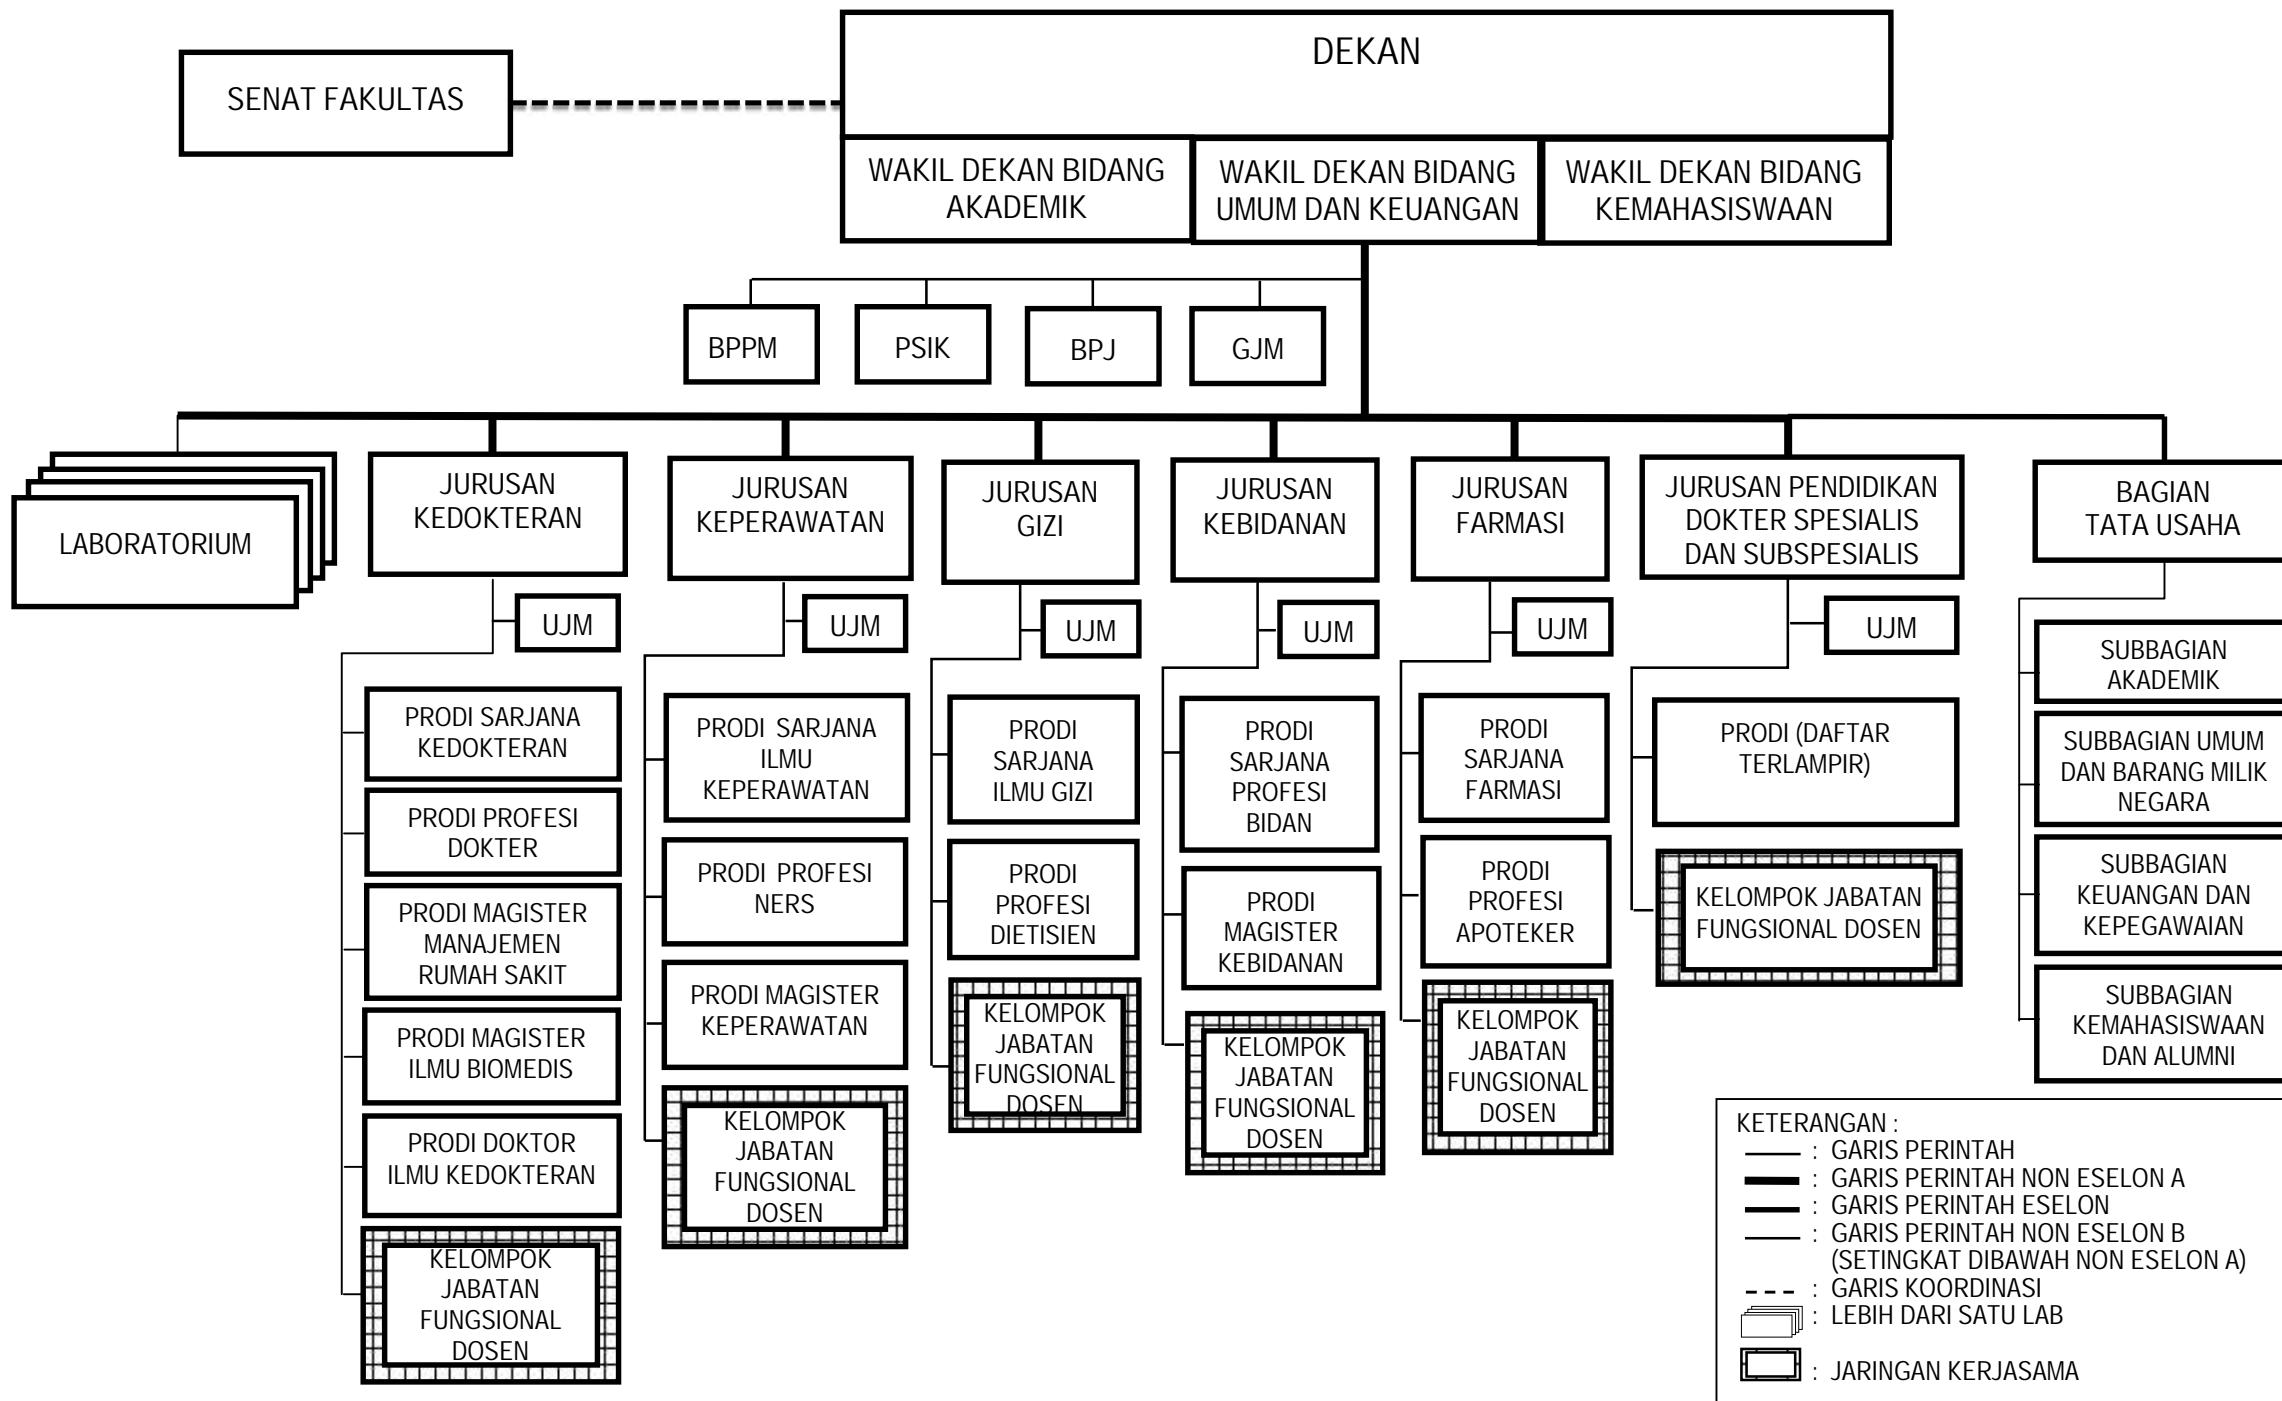 DEKAN
SENAT FAKULTAS
WAKIL DEKAN BIDANG
AKADEMIK
WAKIL DEKAN BIDANG
UMUM DAN KEUANGAN
WAKIL DEKAN BIDANG
KEMAHASISWAAN
BPPM
PSIK
BPJ
GJM
LABORATORIUM
JURUSAN
KEDOKTERAN
JURUSAN
KEPERAWATAN
JURUSAN
GIZI
JURUSAN
KEBIDANAN
JURUSAN
FARMASI
JURUSAN PENDIDIKAN
DOKTER SPESIALIS
DAN SUBSPESIALIS
BAGIAN
TATA USAHA
UJM
UJM
UJM
UJM
UJM
UJM
PRODI SARJANA
KEDOKTERAN
PRODI PROFESI
DOKTER
PRODI MAGISTER
MANAJEMEN
RUMAH SAKIT
PRODI MAGISTER
ILMU BIOMEDIS
PRODI DOKTOR
ILMU KEDOKTERAN
KELOMPOK
JABATAN
FUNGSIONAL
DOSEN
PRODI SARJANA
ILMU
KEPERAWATAN
PRODI PROFESI
NERS
PRODI MAGISTER
KEPERAWATAN
KELOMPOK
JABATAN
FUNGSIONAL
DOSEN
PRODI
SARJANA
ILMU GIZI
PRODI
PROFESI
DIETISIEN
KELOMPOK
JABATAN
FUNGSIONAL
DOSEN
PRODI
SARJANA
PROFESI
BIDAN
PRODI
MAGISTER
KEBIDANAN
KELOMPOK
JABATAN
FUNGSIONAL
DOSEN
PRODI
SARJANA
FARMASI
PRODI
PROFESI
APOTEKER
KELOMPOK
JABATAN
FUNGSIONAL
DOSEN
PRODI (DAFTAR
TERLAMPIR)
KELOMPOK JABATAN
FUNGSIONAL DOSEN
SUBBAGIAN
AKADEMIK
SUBBAGIAN UMUM
DAN BARANG MILIK
NEGARA
SUBBAGIAN
KEUANGAN DAN
KEPEGAWAIAN
SUBBAGIAN
KEMAHASISWAAN
DAN ALUMNI
KETERANGAN :
: GARIS PERINTAH
: GARIS PERINTAH NON ESELON A
: GARIS PERINTAH ESELON
: GARIS PERINTAH NON ESELON B
(SETINGKAT DIBAWAH NON ESELON A)
: GARIS KOORDINASI
: LEBIH DARI SATU LAB
: JARINGAN KERJASAMA